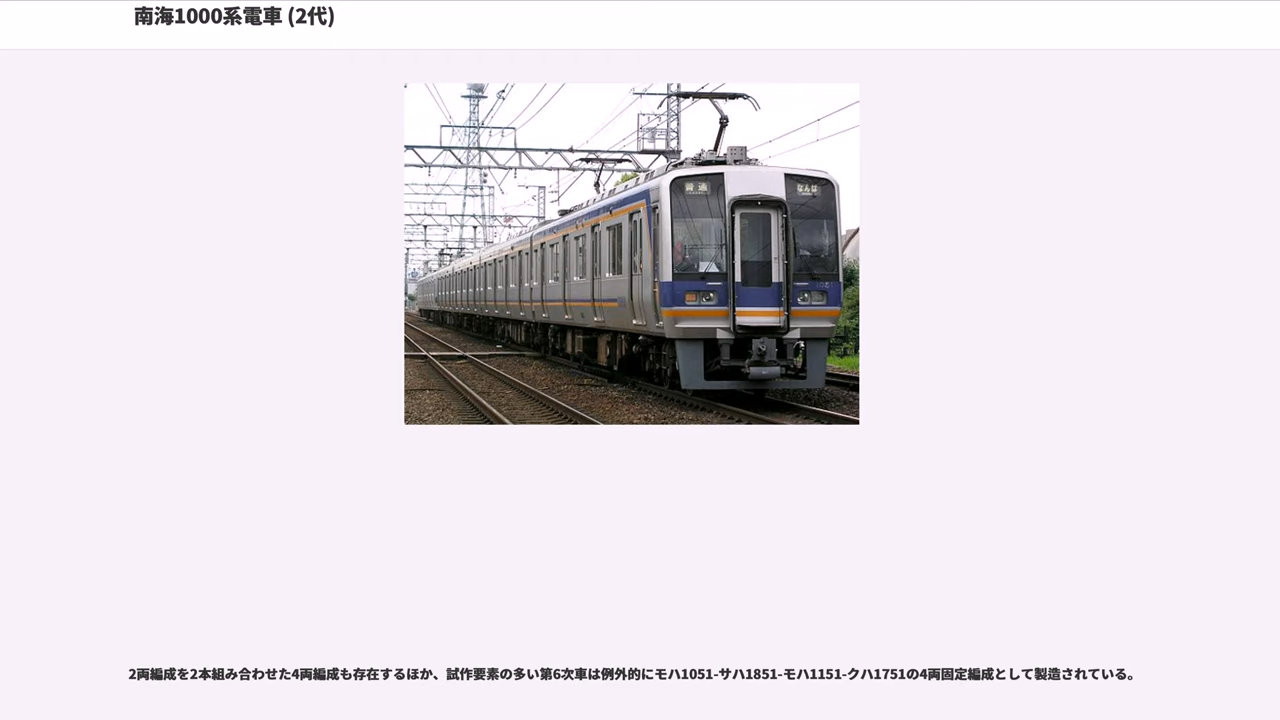 南海1000系電車 (2代)
普通
なんば
2両編成を2本組み合わせた4両編成も存在するほか、試作要素の多い第6次車は例外的にモハ1051-サハ1851-モハ1151-クハ1751の4両固定編成として製造されている。